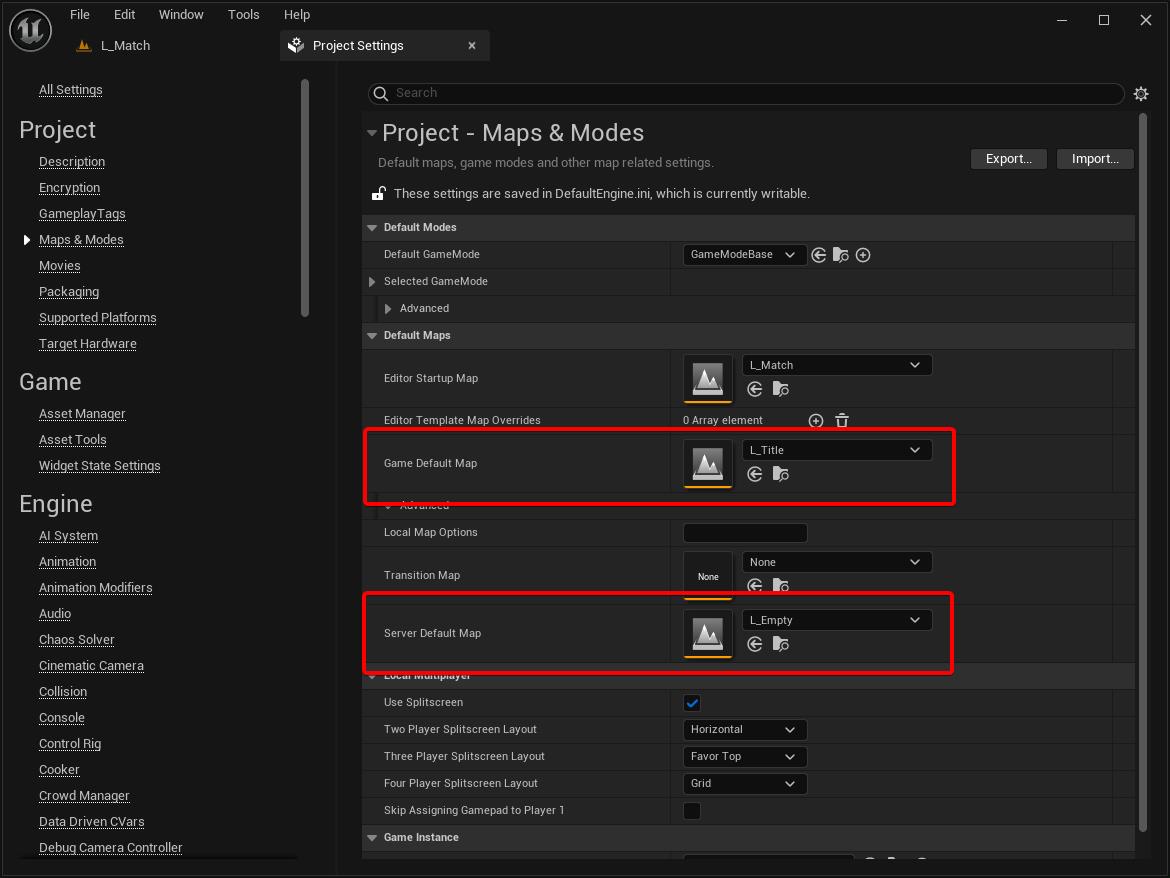 File Edit Window Tools Help
L_Match
Project Settings
All Settings
Project
Description
Encryption
GameplayTags
Maps & Modes
Movies
Packaging
Supported Platforms
Target Hardware
Game
Asset Manager
Asset Tools
Widget State Settings
Engine
AI System
Animation
Animation Modifiers
Audio
Chaos Solver
Cinematic Camera
Collision
Console
Control Rig
Cooker
Crowd Manager
Data Driven CVars
Debug Camera Controller
Search
Project - Maps & Modes
Default maps, game modes and other map related settings.
Export... Import...
These settings are saved in DefaultEngine.ini, which is currently writable.
Default Modes
Default GameMode GameModeBase
Selected GameMode
Advanced
Default Maps
Editor Startup Map L_Match
Editor Template Map Overrides 0 Array element
Game Default Map L_Title
Advanced
Local Map Options
Transition Map None None
Server Default Map L_Empty
Local Multiplayer
Use Splitscreen
Two Player Splitscreen Layout Horizontal
Three Player Splitscreen Layout Favor Top
Four Player Splitscreen Layout Grid
Skip Assigning Gamepad to Player 1
Game Instance